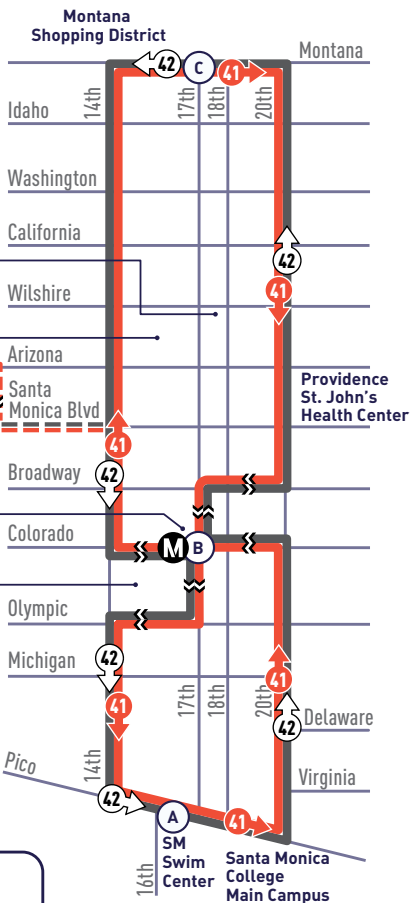 Montana
Shopping District
Montana
42
C
41
14th
17th
18th
20th
Idaho
Washington
California
42
Wilshire
41
Arizona
Providence
St. John's
Health Center
Santa
Monica Blvd
41
Broadway
42
Colorado
M
B
Olympic
Michigan
42
41
41
17th
18th
20th
42
Delaware
14th
Pico
Virginia
42
A
41
16th
SM
Swim
Center
Santa Monica
College
Main Campus